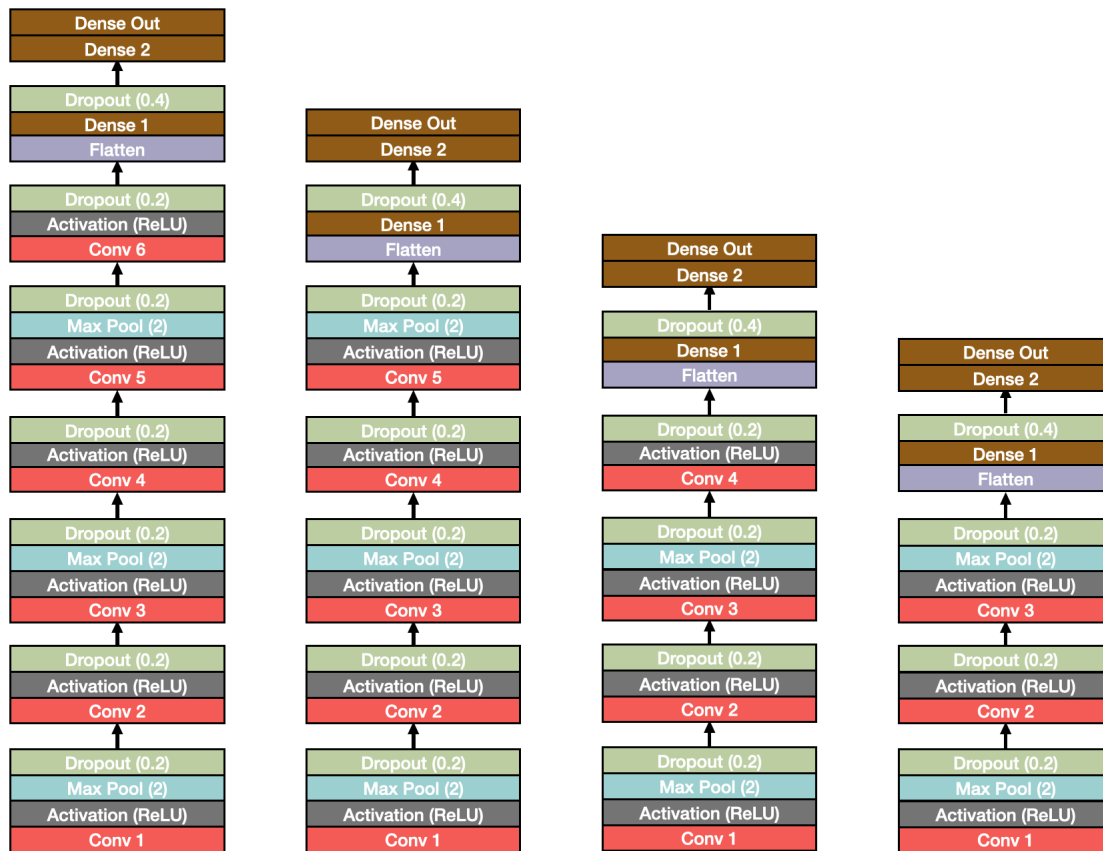 Dense Out
Dense 2
Dropout (0.4)
Dense 1
Flatten
Dropout (0.2)
Activation (ReLU)
Conv 6
Dropout (0.2)
Max Pool (2)
Activation (ReLU)
Conv 5
Dropout (0.2)
Activation (ReLU)
Conv 4
Dropout (0.2)
Max Pool (2)
Activation (ReLU)
Conv 3
Dropout (0.2)
Activation (ReLU)
Conv 2
Dropout (0.2)
Max Pool (2)
Activation (ReLU)
Conv 1
Dense Out
Dense 2
Dropout (0.4)
Dense 1
Flatten
Dropout (0.2)
Max Pool (2)
Activation (ReLU)
Conv 5
Dropout (0.2)
Activation (ReLU)
Conv 4
Dropout (0.2)
Max Pool (2)
Activation (ReLU)
Conv 3
Dropout (0.2)
Activation (ReLU)
Conv 2
Dropout (0.2)
Max Pool (2)
Activation (ReLU)
Conv 1
Dense Out
Dense 2
Dropout (0.4)
Dense 1
Flatten
Dropout (0.2)
Activation (ReLU)
Conv 4
Dropout (0.2)
Max Pool (2)
Activation (ReLU)
Conv 3
Dropout (0.2)
Activation (ReLU)
Conv 2
Dropout (0.2)
Max Pool (2)
Activation (ReLU)
Conv 1
Dense Out
Dense 2
Dropout (0.4)
Dense 1
Flatten
Dropout (0.2)
Max Pool (2)
Activation (ReLU)
Conv 3
Dropout (0.2)
Activation (ReLU)
Conv 2
Dropout (0.2)
Max Pool (2)
Activation (ReLU)
Conv 1